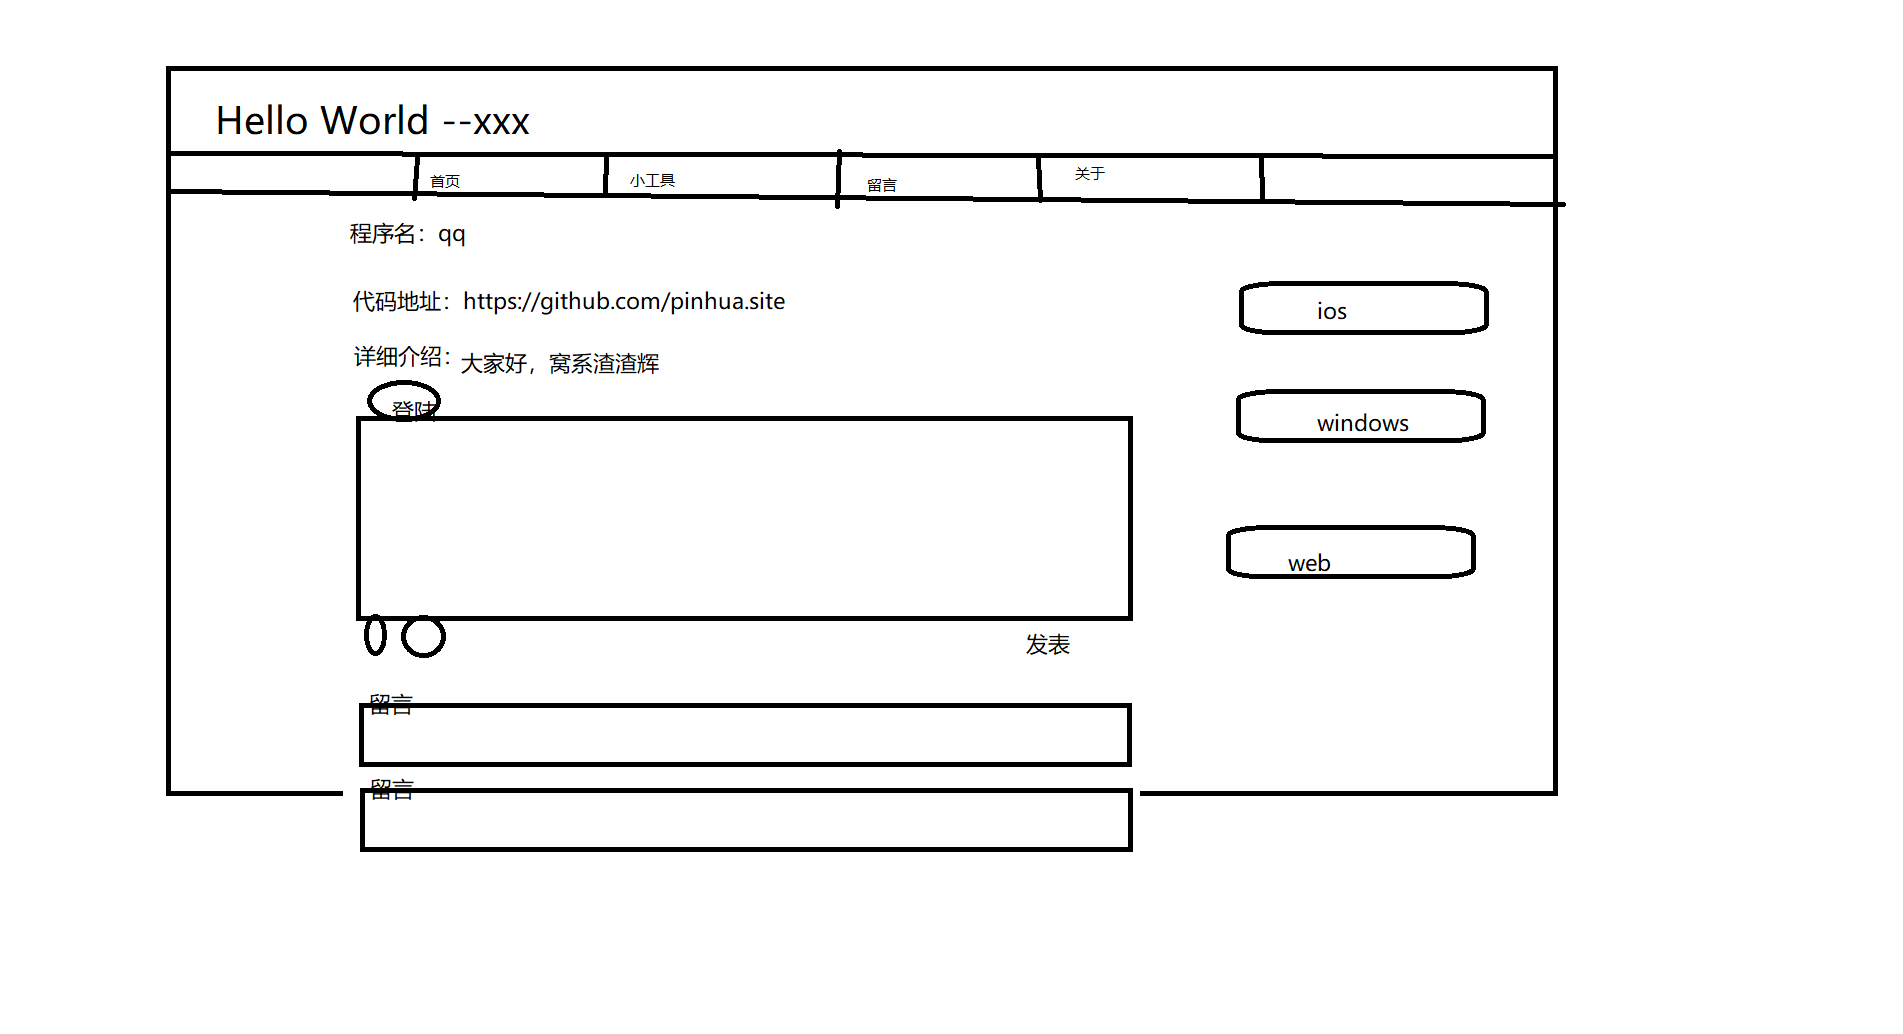 Hello World --xxx
首页 小工具 留言 关于
程序名：qq
代码地址：https://github.com/pinhua.site
详细介绍：大家好，窝系渣渣辉
登陆
发表
留言
留言
ios
windows
web